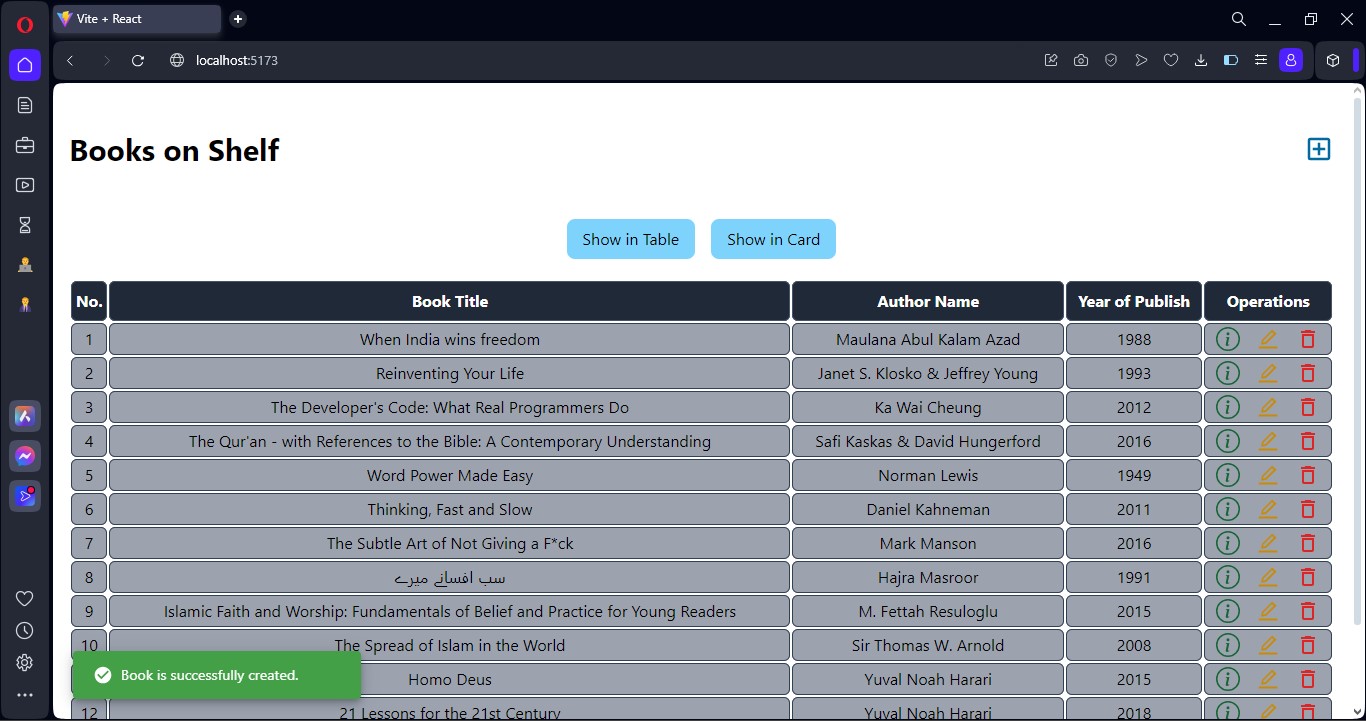 Vite + React
localhost:5173
Books on Shelf
Show in Table Show in Card
No. Book Title Author Name Year of Publish Operations
1 When India wins freedom Maulana Abul Kalam Azad 1988
2 Reinventing Your Life Janet S. Klosko & Jeffrey Young 1993
3 The Developer's Code: What Real Programmers Do Ka Wai Cheung 2012
4 The Qur'an - with References to the Bible: A Contemporary Understanding Safi Kaskas & David Hungerford 2016
5 Word Power Made Easy Norman Lewis 1949
6 Thinking, Fast and Slow Daniel Kahneman 2011
7 The Subtle Art of Not Giving a F*ck Mark Manson 2016
8 سب افسانے میرے Hajra Masroor 1991
9 Islamic Faith and Worship: Fundamentals of Belief and Practice for Young Readers M. Fettah Resuloglu 2015
10 The Spread of Islam in the World Sir Thomas W. Arnold 2008
Homo Deus Yuval Noah Harari 2015
Book is successfully created.
12 21 Lessons for the 21st Century Yuval Noah Harari 2018